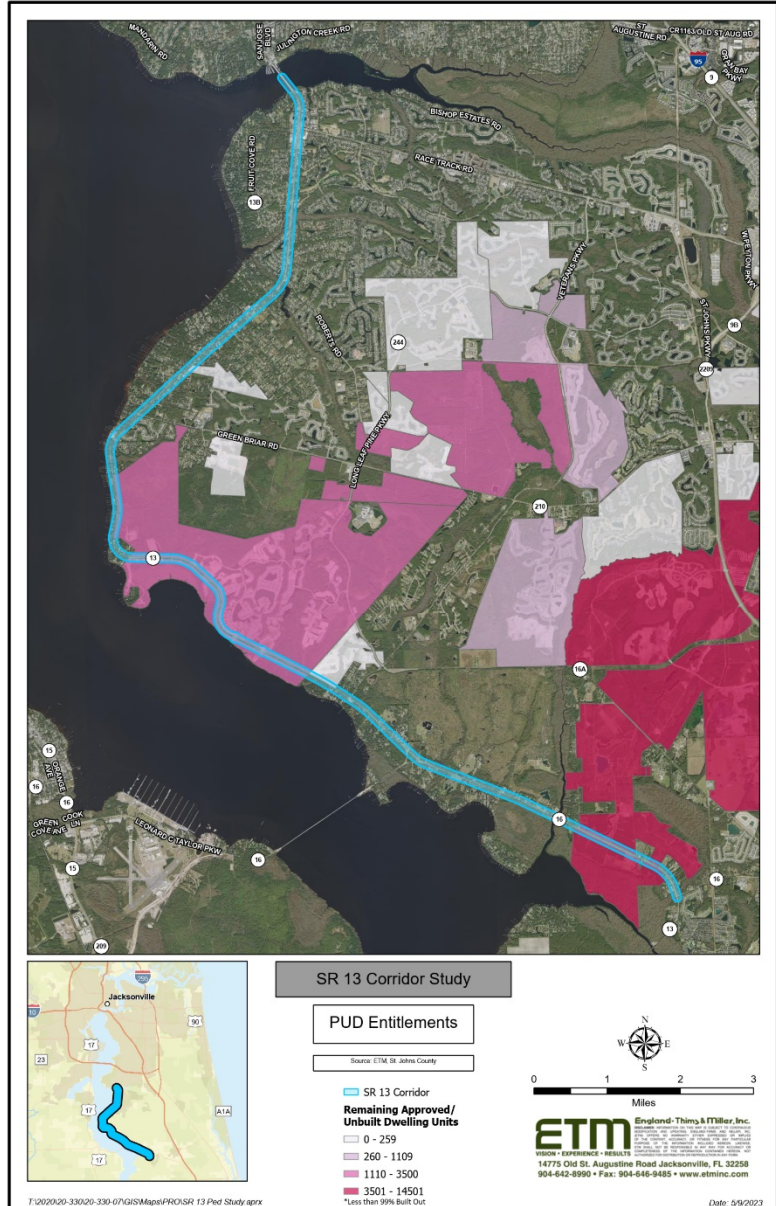 MANDARIN RD
SAN JOSE
BLVD
JULINGTON CREEK RD
ST
AUGUSTINE RD
CR1163/OLD ST AUG RD
95
9
BISHOP ESTATES RD
RACE TRACK RD
FRUIT COVE RD
13B
W PEYTON PKWY
VETERANS PKWY
ST JOHNS PKWY
9B
ROBERTS RD
244
2209
LONG LEAF PINE PKWY
GREEN BRIAR RD
210
13
16A
15
ORANGE
AVE
16
16
GREEN COOK
COVE AVE LN
LEONARD C TAYLOR PKW
16
15
209
16
16
13
SR 13 Corridor Study
PUD Entitlements
Source: ETM, St. Johns County
SR 13 Corridor
Remaining Approved/
Unbuilt Dwelling Units
0 - 259
260 - 1109
1110 - 3500
3501 - 14501
*Less than 99% Built Out
295
10
Jacksonville
90
17
23
17
A1A
17
N
W E
S
0 1 2 3
Miles
ETM
VISION • EXPERIENCE • RESULTS
England-Thims & Miller, Inc.
14775 Old St. Augustine Road Jacksonville, FL 32258
904-642-8990 • Fax: 904-646-9485 • www.etminc.com
T:\2020\20-330\20-330-07\GIS\Maps\PRO\SR 13 Ped Study.aprx
Date: 5/9/2023